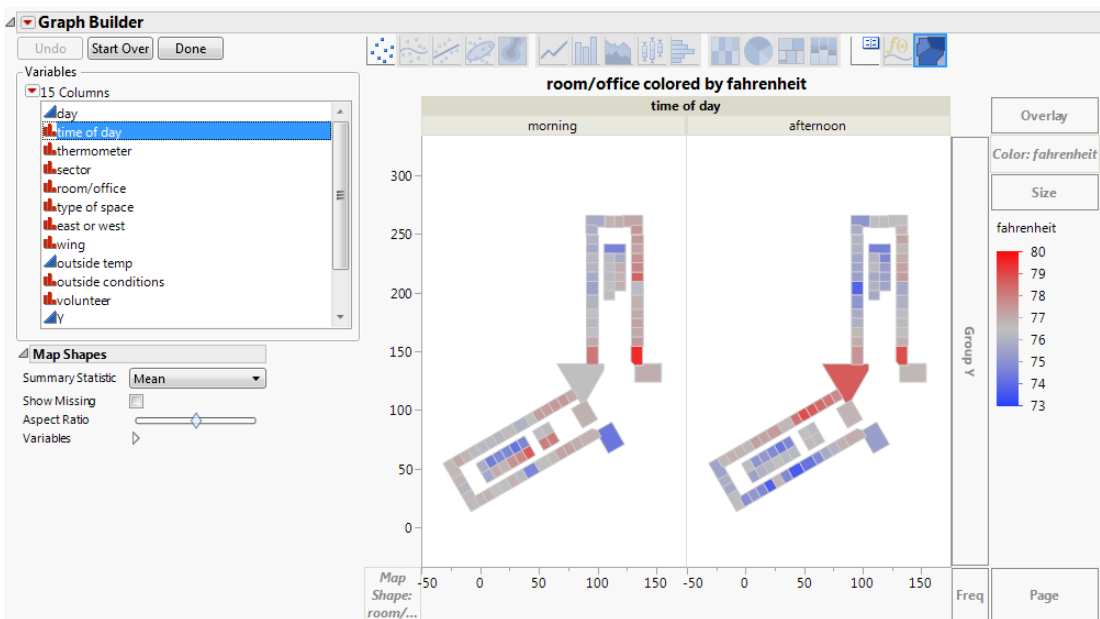 Graph Builder
Undo Start Over Done
Variables
15 Columns
day
time of day
thermometer
sector
room/office
type of space
east or west
wing
outside temp
outside conditions
volunteer
Y
Map Shapes
Summary Statistic Mean
Show Missing
Aspect Ratio
Variables
room/office colored by fahrenheit
time of day
morning afternoon
300
250
200
150
100
50
0
-50 0 50 100 150 -50 0 50 100 150
Map
Shape:
room/...
Group Y
Freq
Page
Overlay
Color: fahrenheit
Size
fahrenheit
80
79
78
77
76
75
74
73